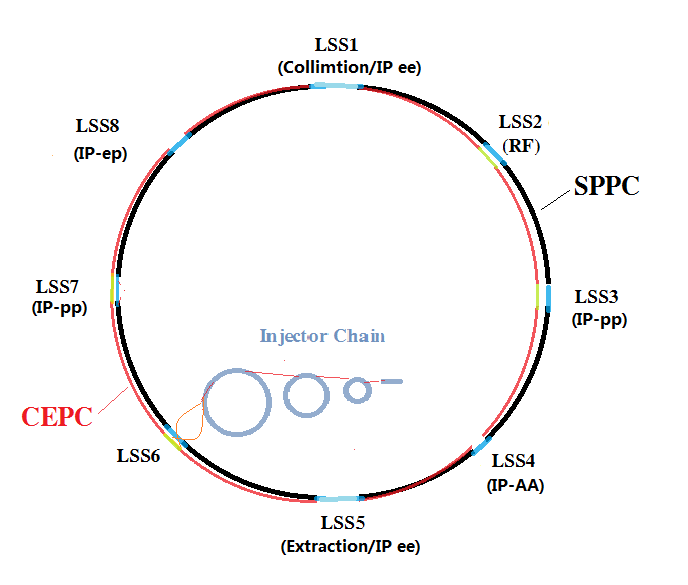 LSS1
(Collimtion/IP ee)
LSS8
(IP-ep)
LSS2
(RF)
SPPC
LSS7
(IP-pp)
LSS3
(IP-pp)
Injector Chain
CEPC
LSS6
LSS4
(IP-AA)
LSS5
(Extraction/IP ee)